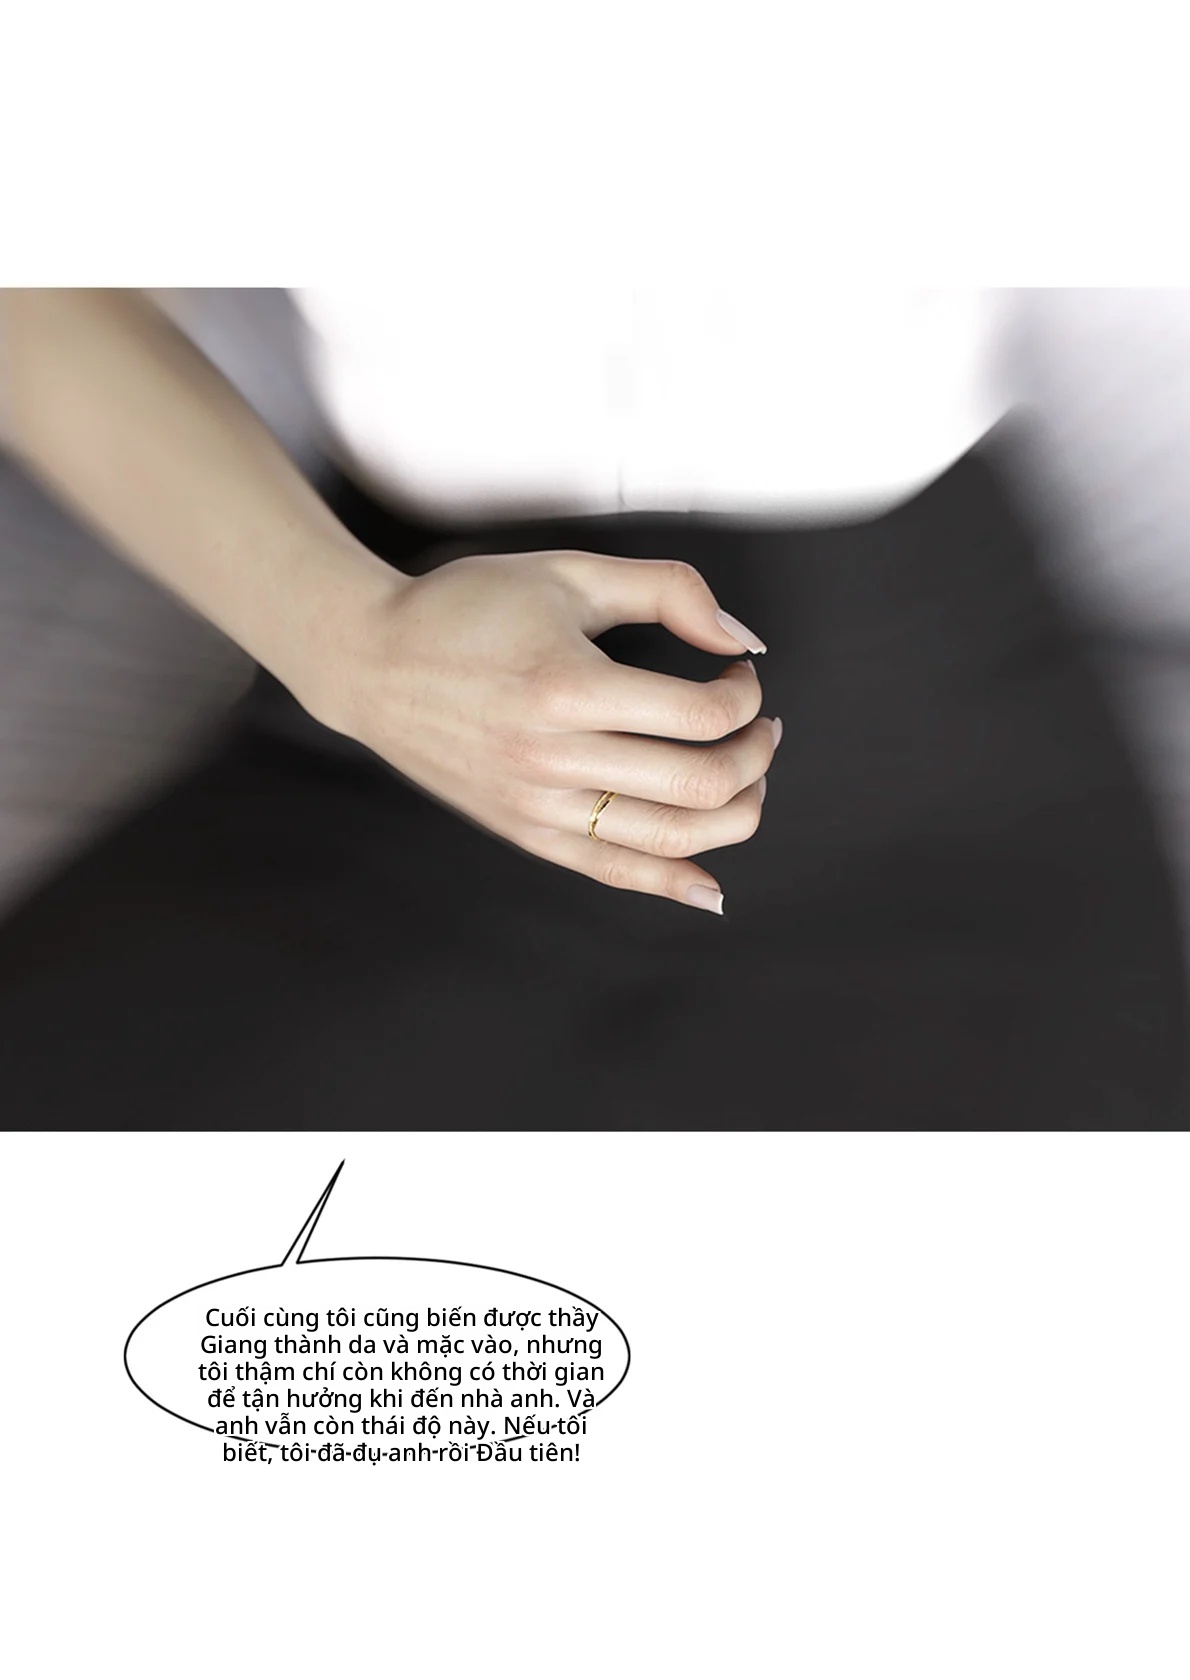 Cuối cùng tôi cũng biến được thầy
Giang thành da và mặc vào, nhưng
tôi thậm chí còn không có thời gian
để tận hưởng khi đến nhà anh. Và
anh vẫn còn thái độ này. Nếu tôi
biết, tôi đã đụ anh rồi Đầu tiên!